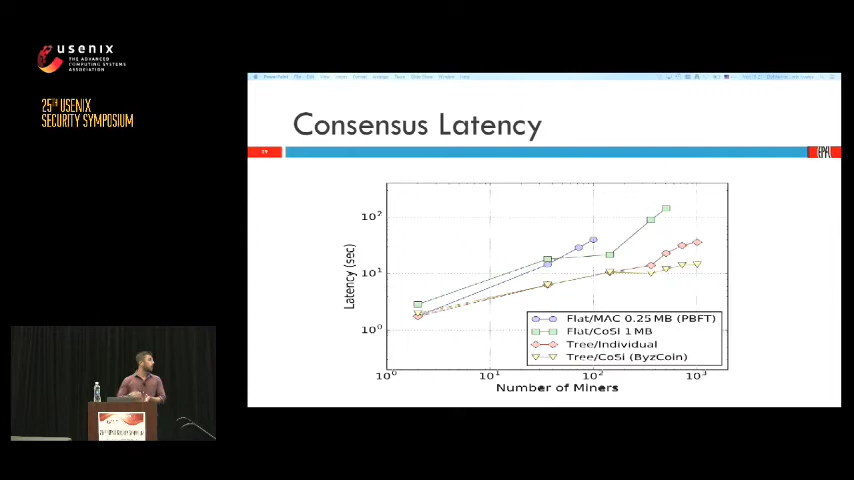 usenix
THE ADVANCED
COMPUTING SYSTEMS
ASSOCIATION
25TH USENIX
SECURITY SYMPOSIUM
Consensus Latency
29
EPFL
Latency (sec)
10²
10¹
10⁰
Flat/MAC 0.25 MB (PBFT)
Flat/CoSI 1 MB
Tree/Individual
Tree/CoSi (ByzCoin)
10⁰ 10¹ 10² 10³
Number of Miners